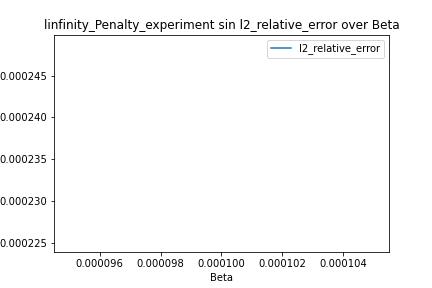 linfinity_Penalty_experiment sin l2_relative_error over Beta
l2_relative_error
0.000245
0.000240
0.000235
0.000230
0.000225
0.000096 0.000098 0.000100 0.000102 0.000104
Beta